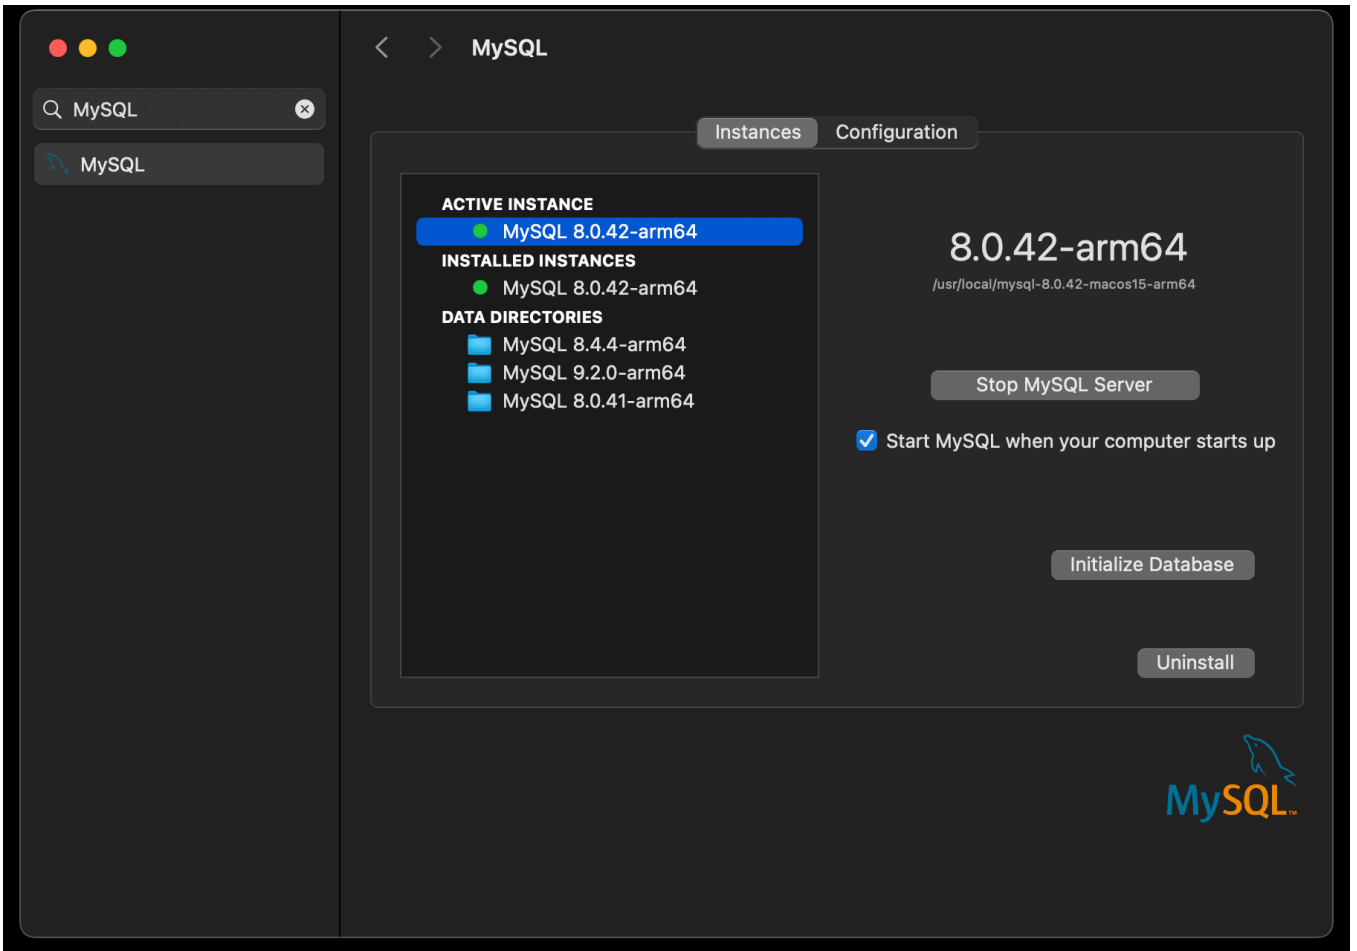 MySQL
MySQL
MySQL
Instances
Configuration
ACTIVE INSTANCE
MySQL 8.0.42-arm64
INSTALLED INSTANCES
MySQL 8.0.42-arm64
DATA DIRECTORIES
MySQL 8.4.4-arm64
MySQL 9.2.0-arm64
MySQL 8.0.41-arm64
8.0.42-arm64
/usr/local/mysql-8.0.42-macos15-arm64
Stop MySQL Server
Start MySQL when your computer starts up
Initialize Database
Uninstall
MySQL™